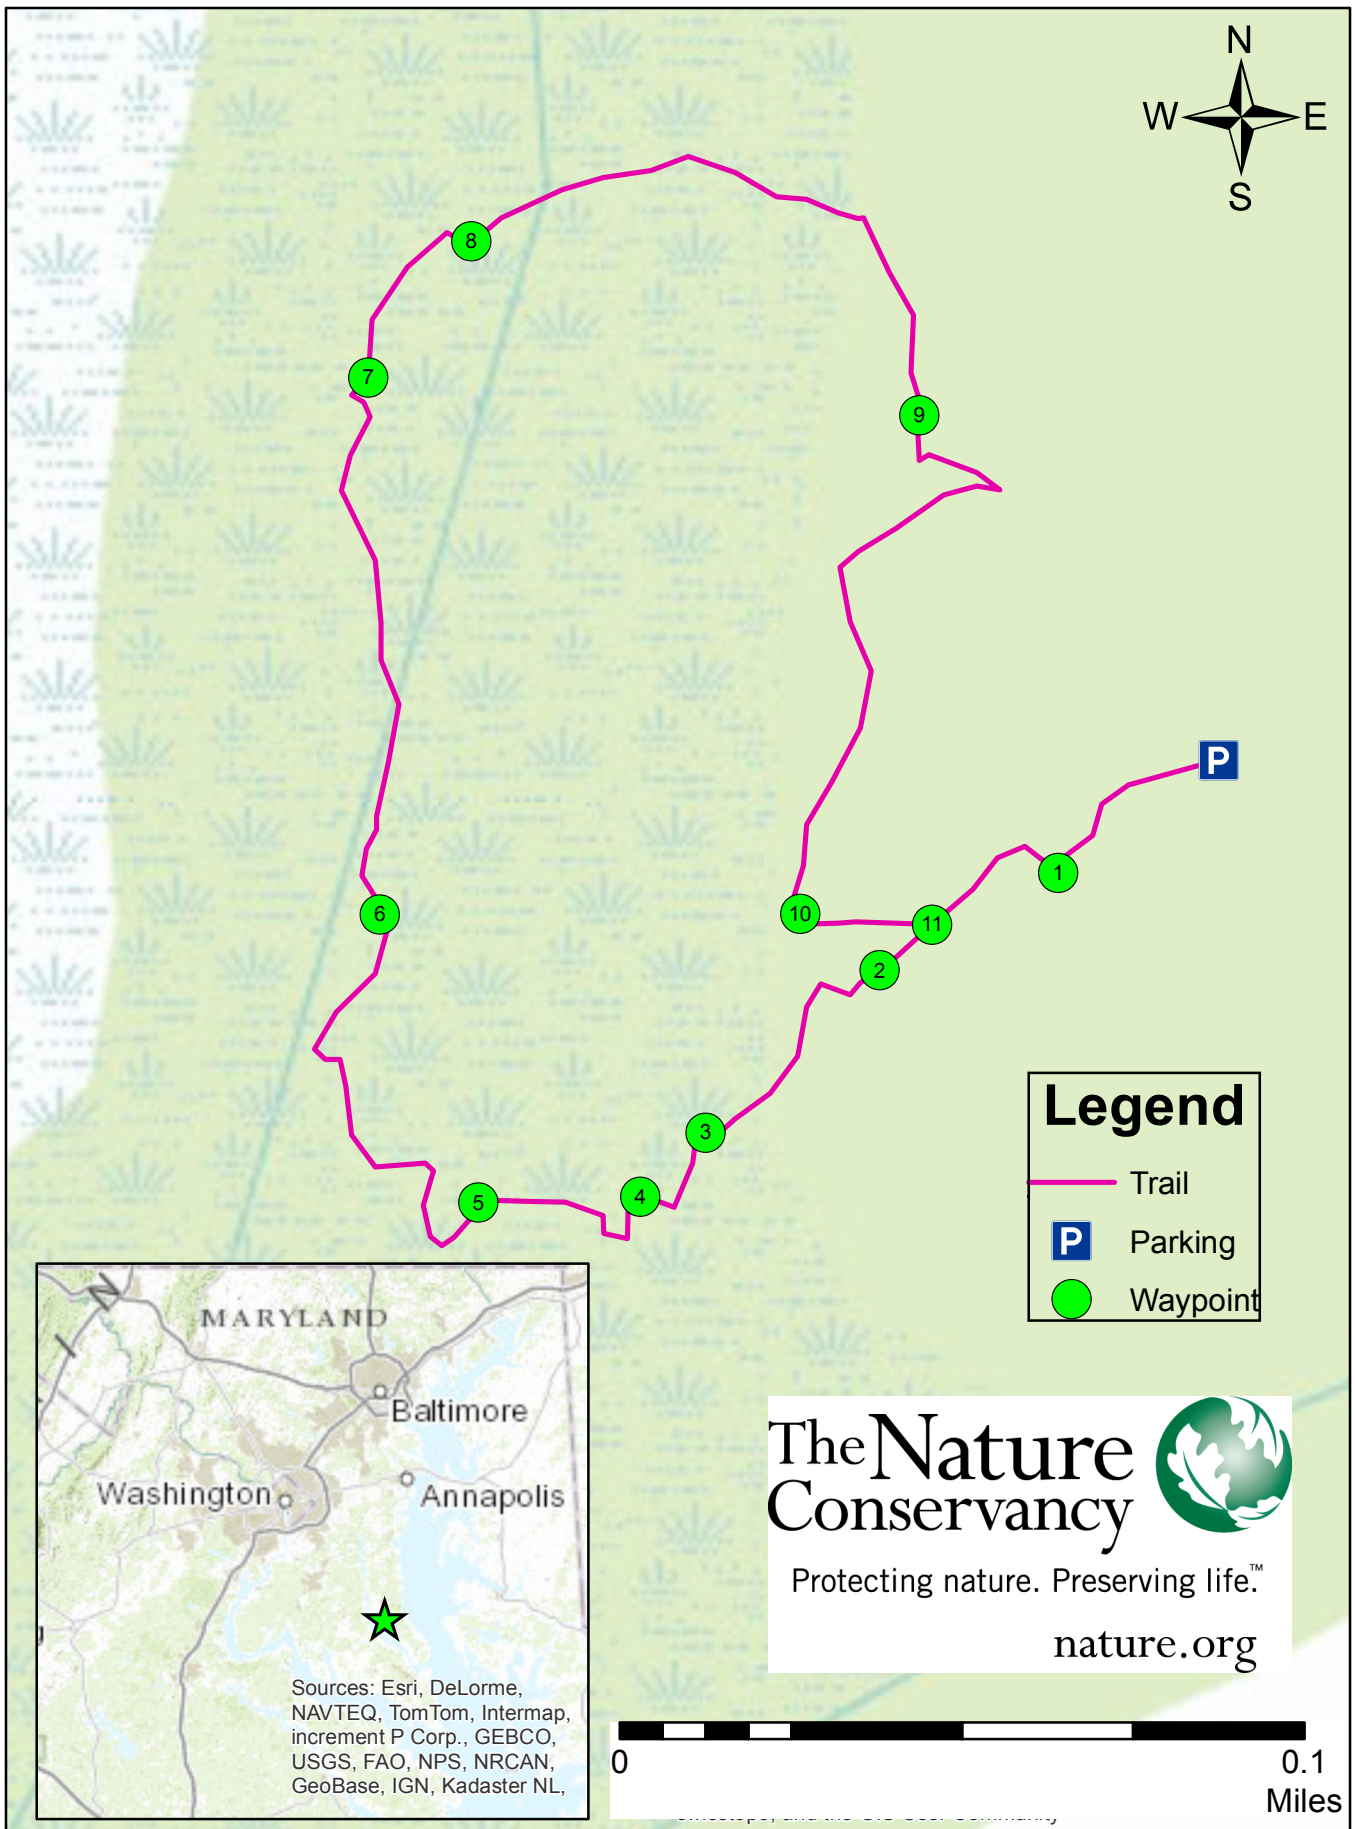 N
W E
S
8
7
9
P
1
10
11
6
2
3
4
5
Legend
Trail
P Parking
Waypoint
MARYLAND
Baltimore
Washington
Annapolis
Sources: Esri, DeLorme,
NAVTEQ, TomTom, Intermap,
increment P Corp., GEBCO,
USGS, FAO, NPS, NRCAN,
GeoBase, IGN, Kadaster NL,
The Nature
Conservancy
Protecting nature. Preserving life.™
nature.org
0 0.1
Miles